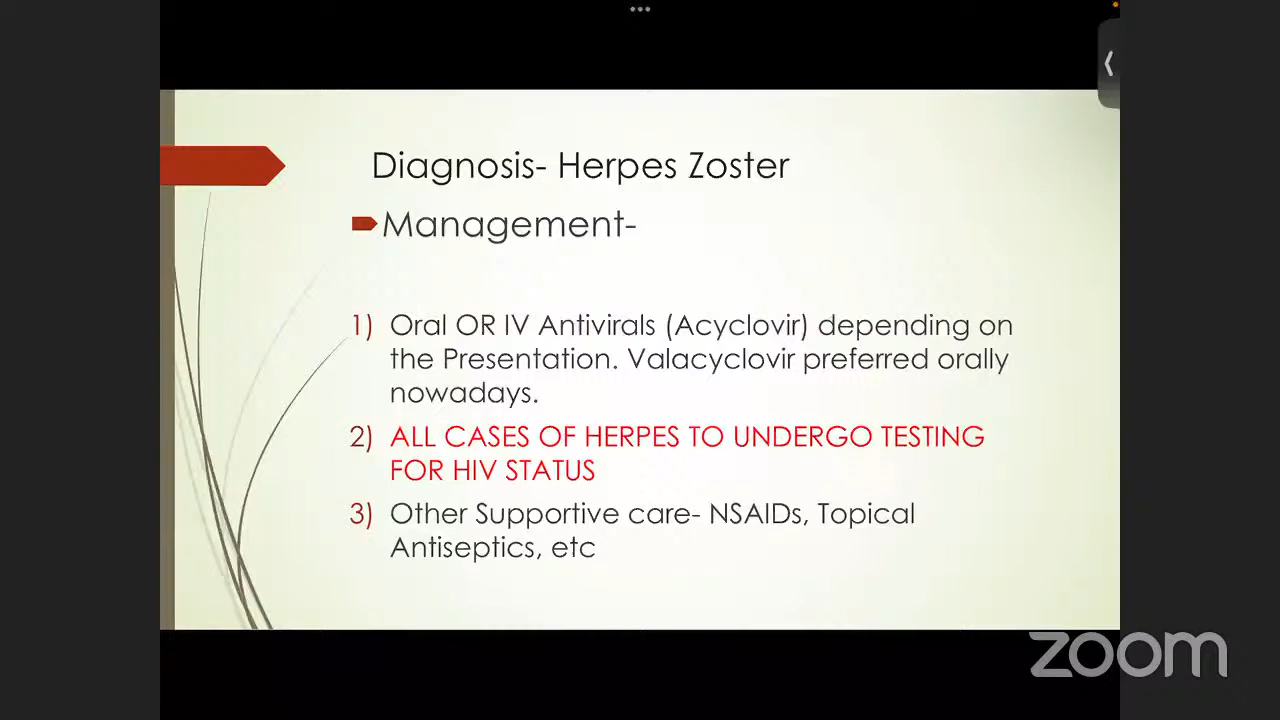 Diagnosis- Herpes Zoster
Management-
1) Oral OR IV Antivirals (Acyclovir) depending on
the Presentation. Valacyclovir preferred orally
nowadays.
2) ALL CASES OF HERPES TO UNDERGO TESTING
FOR HIV STATUS
3) Other Supportive care- NSAIDs, Topical
Antiseptics, etc
zoom